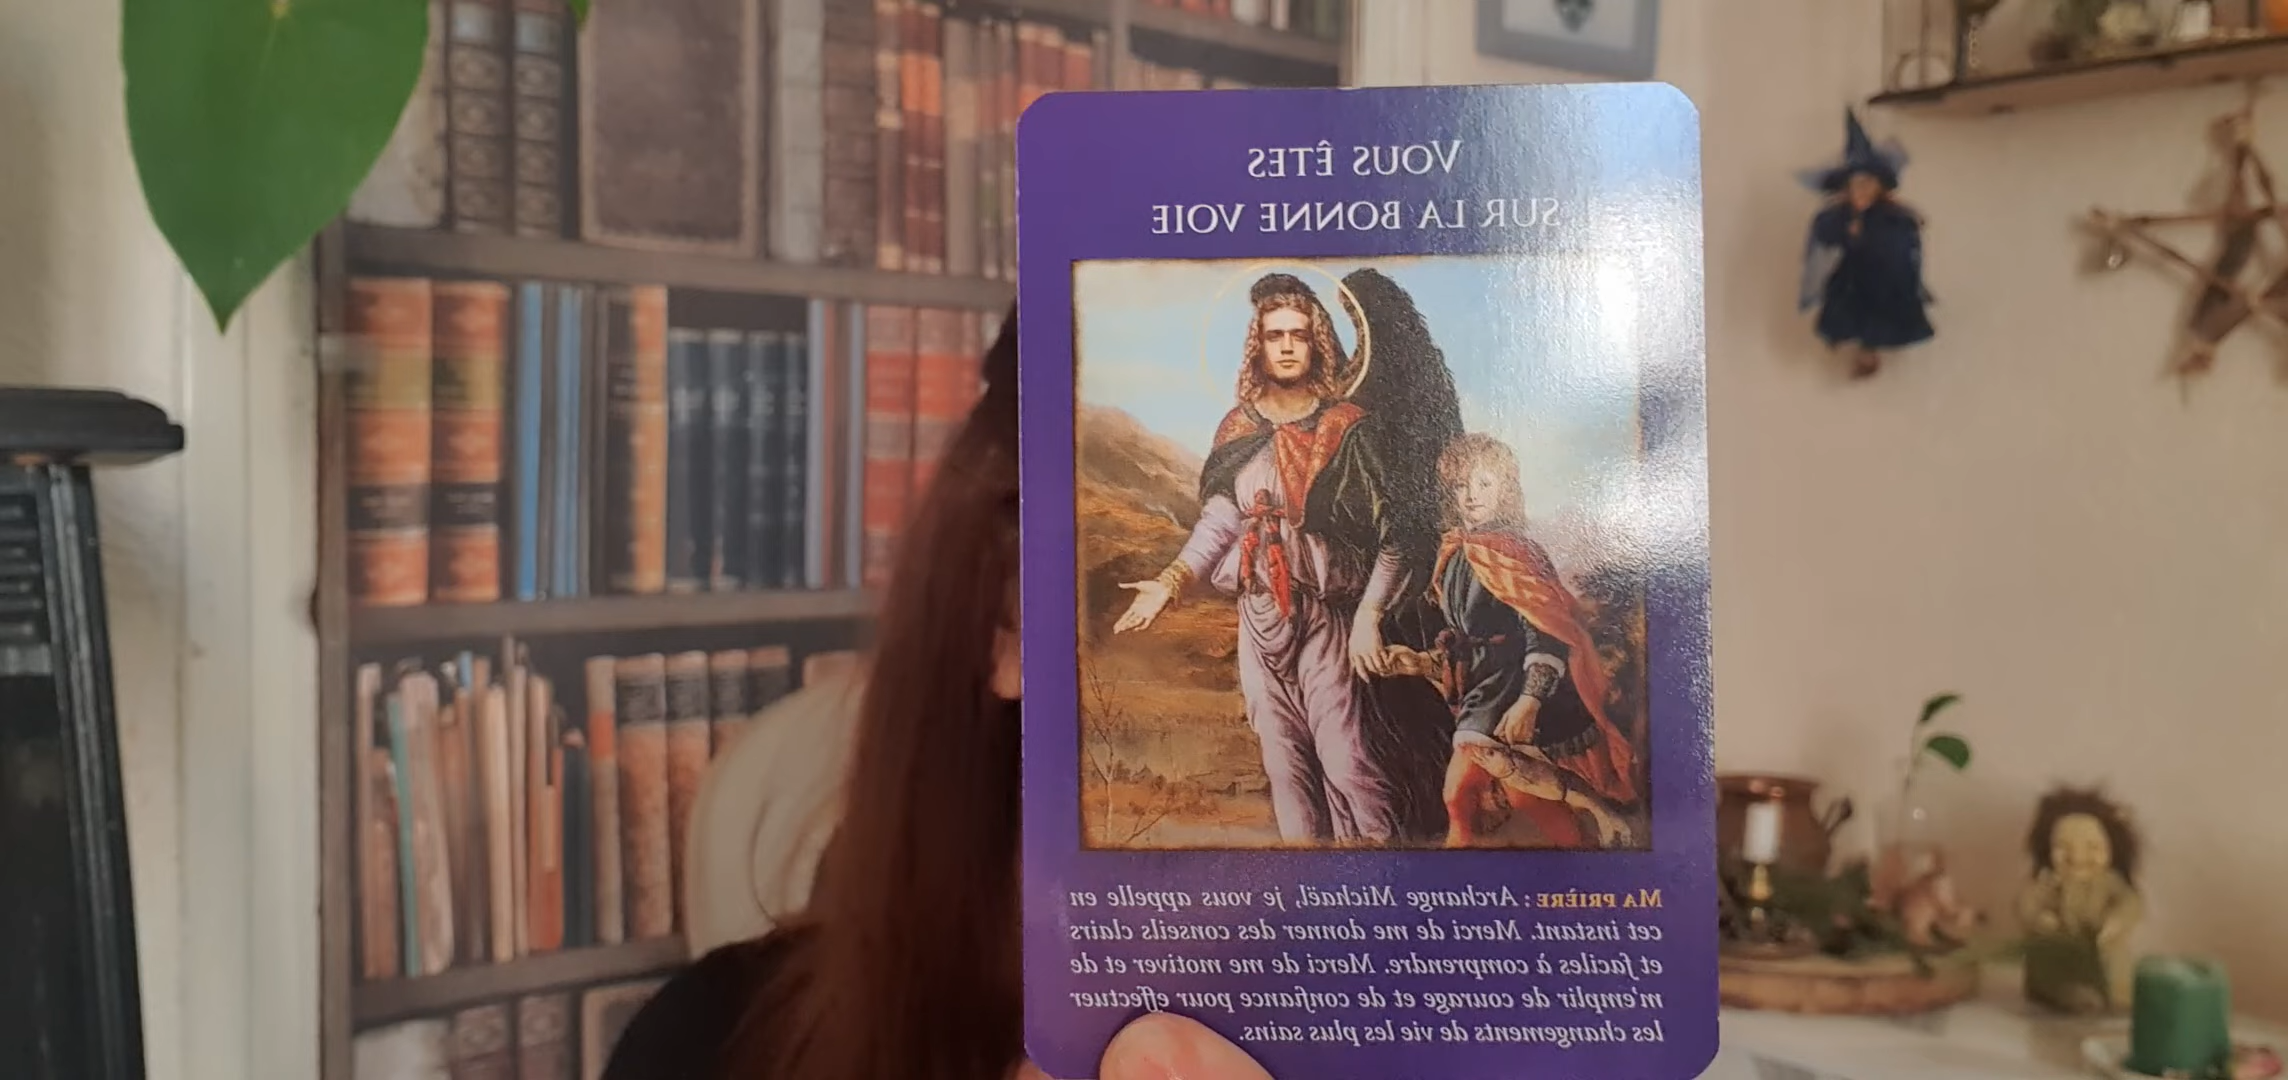 VOUS ÊTES
SUR LA BONNE VOIE
MA PRIÈRE : Archange Michaël, je vous appelle en
cet instant. Merci de me donner des conseils clairs
et faciles à comprendre. Merci de me motiver et de
m'emplir de courage et de confiance pour effectuer
les changements de vie les plus sains.